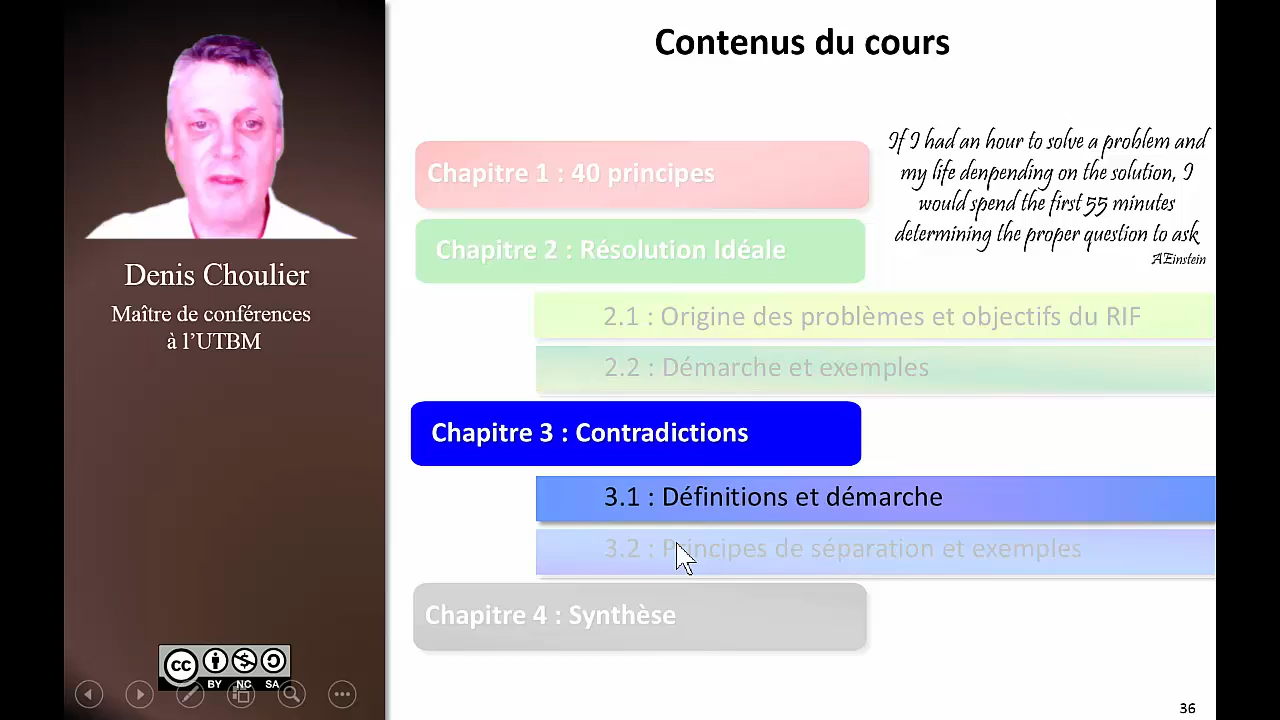 Contenus du cours
If I had an hour to solve a problem and
my life denpending on the solution, I
would spend the first 55 minutes
determining the proper question to ask
AEinstein
Chapitre 1 : 40 principes
Chapitre 2 : Résolution Idéale
2.1 : Origine des problèmes et objectifs du RIF
2.2 : Démarche et exemples
Chapitre 3 : Contradictions
3.1 : Définitions et démarche
3.2 : Principes de séparation et exemples
Chapitre 4 : Synthèse
Denis Choulier
Maître de conférences
à l’UTBM
cc
BY NC SA
36